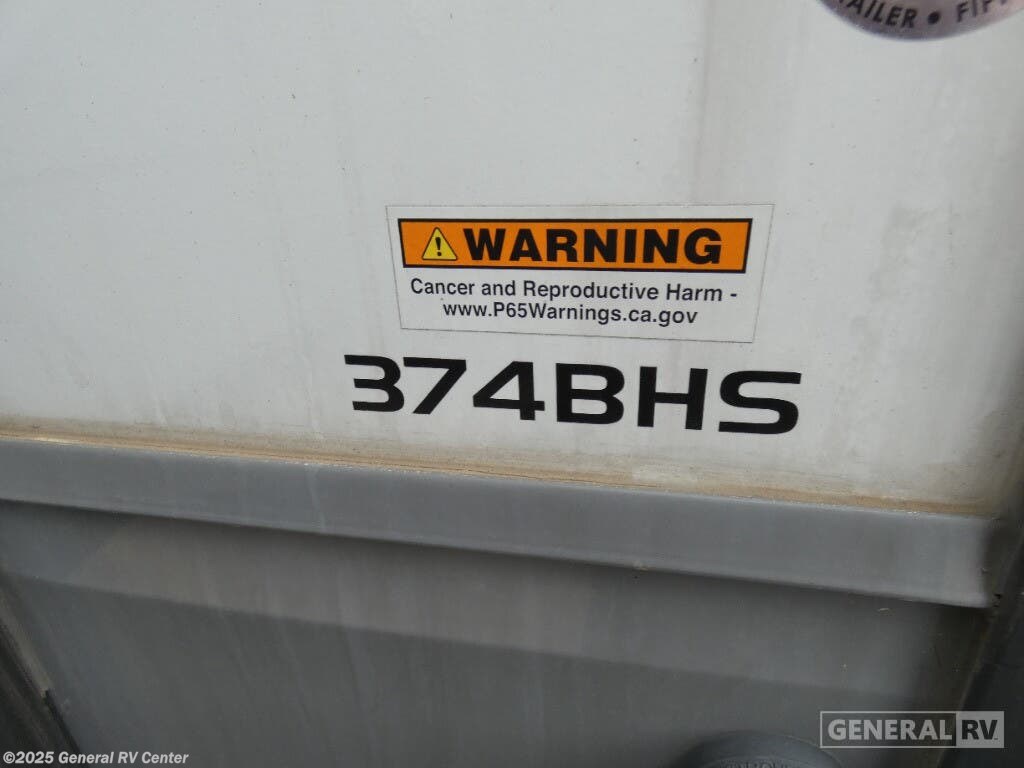 WARNING
Cancer and Reproductive Harm -
www.P65Warnings.ca.gov
374BHS
GENERAL RV
©2025 General RV Center